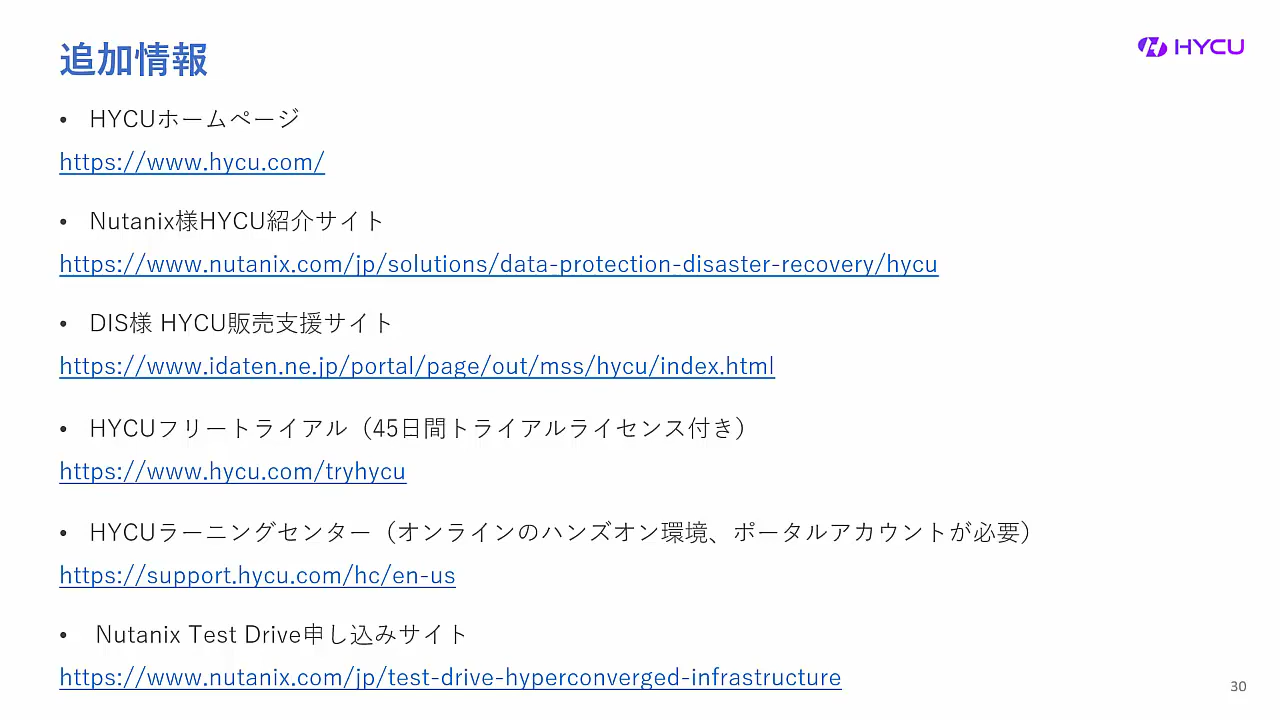 追加情報
HYCU
• HYCUホームページ
https://www.hycu.com/
• Nutanix様HYCU紹介サイト
https://www.nutanix.com/jp/solutions/data-protection-disaster-recovery/hycu
• DIS様 HYCU販売支援サイト
https://www.idaten.ne.jp/portal/page/out/mss/hycu/index.html
• HYCUフリートライアル（45日間トライアルライセンス付き）
https://www.hycu.com/tryhycu
• HYCUラーニングセンター（オンラインのハンズオン環境、ポータルアカウントが必要）
https://support.hycu.com/hc/en-us
• Nutanix Test Drive申し込みサイト
https://www.nutanix.com/jp/test-drive-hyperconverged-infrastructure
30